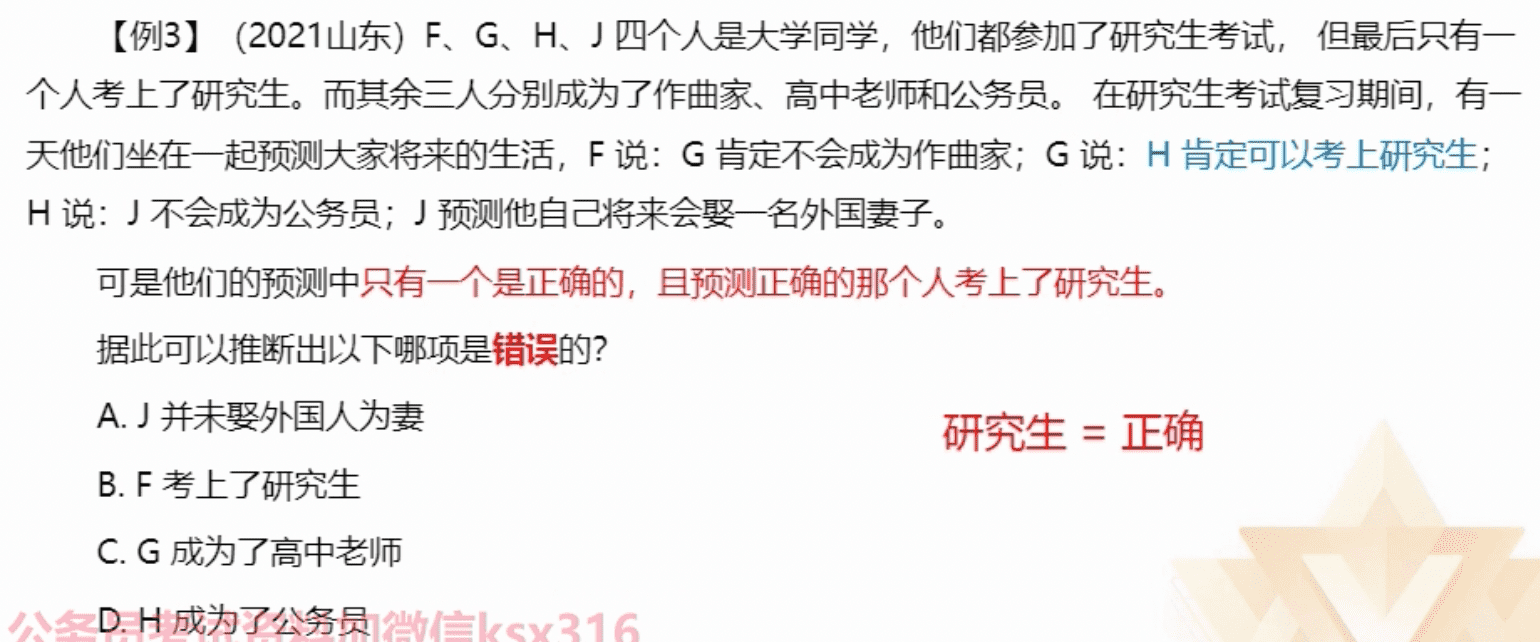 【例3】（2021山东）F、G、H、J 四个人是大学同学，他们都参加了研究生考试， 但最后只有一
个人考上了研究生。而其余三人分别成为了作曲家、高中老师和公务员。 在研究生考试复习期间，有一
天他们坐在一起预测大家将来的生活，F 说：G 肯定不会成为作曲家；G 说：H 肯定可以考上研究生；
H 说：J 不会成为公务员；J 预测他自己将来会娶一名外国妻子。
可是他们的预测中只有一个是正确的，且预测正确的那个人考上了研究生。
据此可以推断出以下哪项是错误的？
A. J 并未娶外国人为妻
B. F 考上了研究生
C. G 成为了高中老师
D. H 成为了公务员
研究生 = 正确
公务员考试资料加微信ksx316